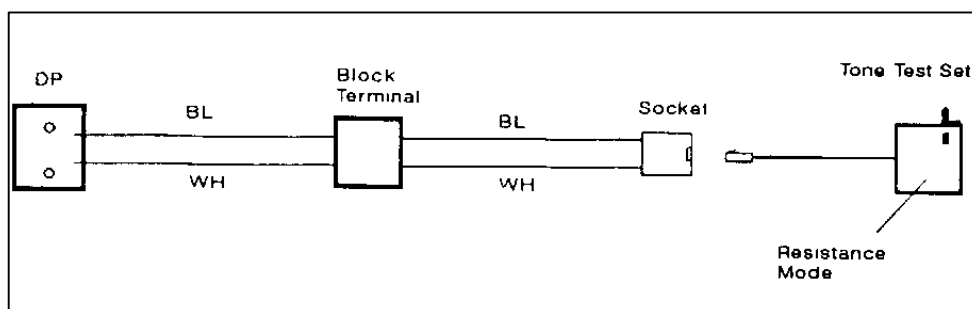 DP
BL
WH
Block
Terminal
BL
WH
Socket
Tone Test Set
Resistance
Mode